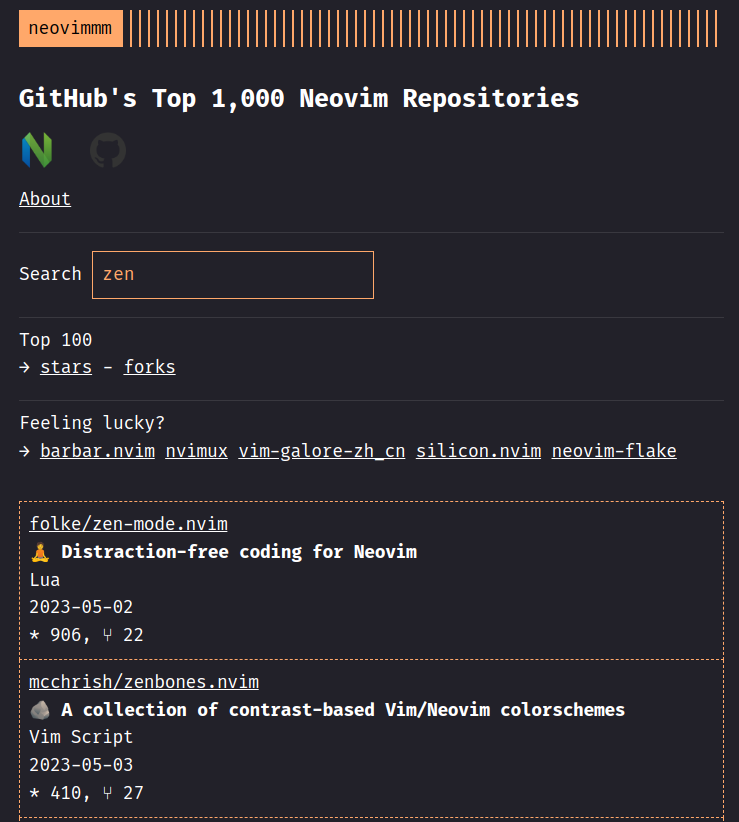 neovimmm
GitHub's Top 1,000 Neovim Repositories
About
Search zen
Top 100
→ stars - forks
Feeling lucky?
→ barbar.nvim nvimux vim-galore-zh_cn silicon.nvim neovim-flake
folke/zen-mode.nvim
🧘 Distraction-free coding for Neovim
Lua
2023-05-02
* 906, ⑂ 22
mcchrish/zenbones.nvim
🪨 A collection of contrast-based Vim/Neovim colorschemes
Vim Script
2023-05-03
* 410, ⑂ 27